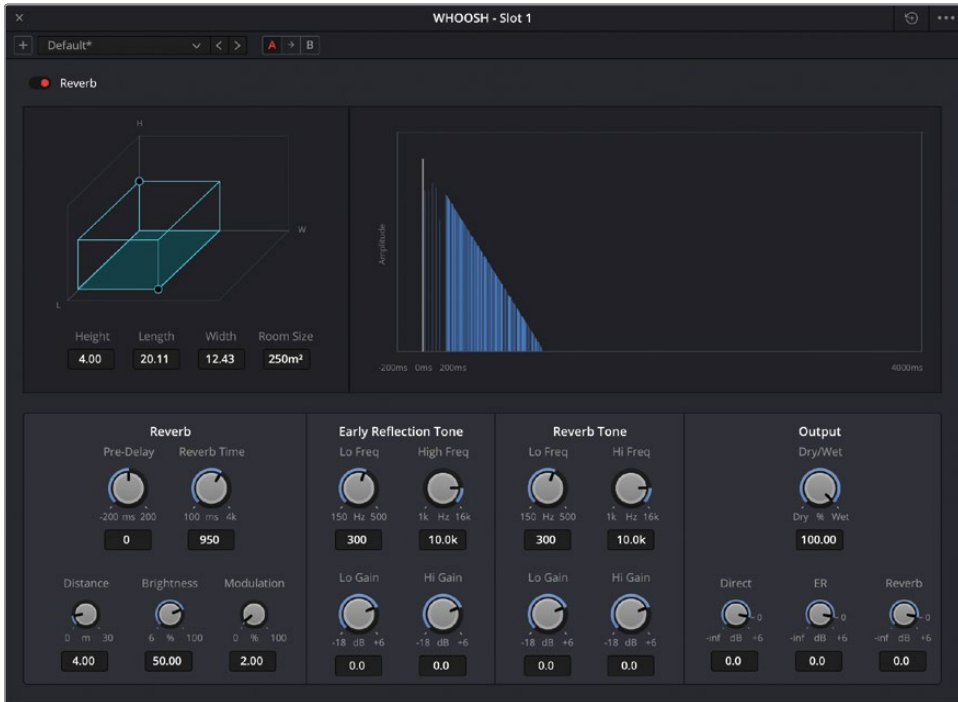 WHOOSH - Slot 1
Default*
A B
Reverb
H
W
L
Height Length Width Room Size
4.00 20.11 12.43 250m²
Amplitude
-200ms 0ms 200ms 4000ms
Reverb Early Reflection Tone Reverb Tone Output
Pre-Delay Reverb Time Lo Freq High Freq Lo Freq Hi Freq Dry/Wet
-200 ms 200 100 ms 4k 150 Hz 500 1k Hz 16k 150 Hz 500 1k Hz 16k Dry % Wet
0 950 300 10.0k 300 10.0k 100.00
Distance Brightness Modulation Lo Gain Hi Gain Lo Gain Hi Gain Direct ER Reverb
0 0 0
0 m 30 6 % 100 0 % 100 -18 dB +6 -18 dB +6 -18 dB +6 -18 dB +6 -inf dB +6 -inf dB +6 -inf dB +6
4.00 50.00 2.00 0.0 0.0 0.0 0.0 0.0 0.0 0.0